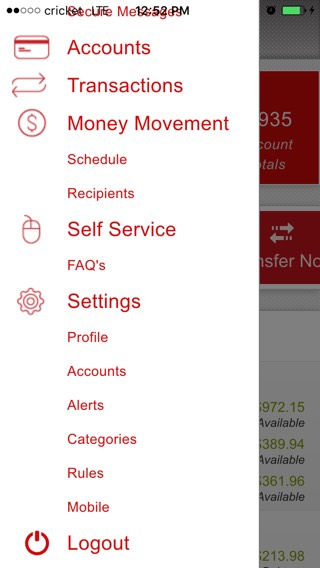 Secure Messages
cricket LTE 12:52 PM
Accounts
Transactions
Money Movement
Schedule
Recipients
Self Service
FAQ's
Settings
Profile
Accounts
Alerts
Categories
Rules
Mobile
Logout
935
count
tals
nsfer No
$972.15
Available
$389.94
Available
$361.96
Available
$213.98
Available